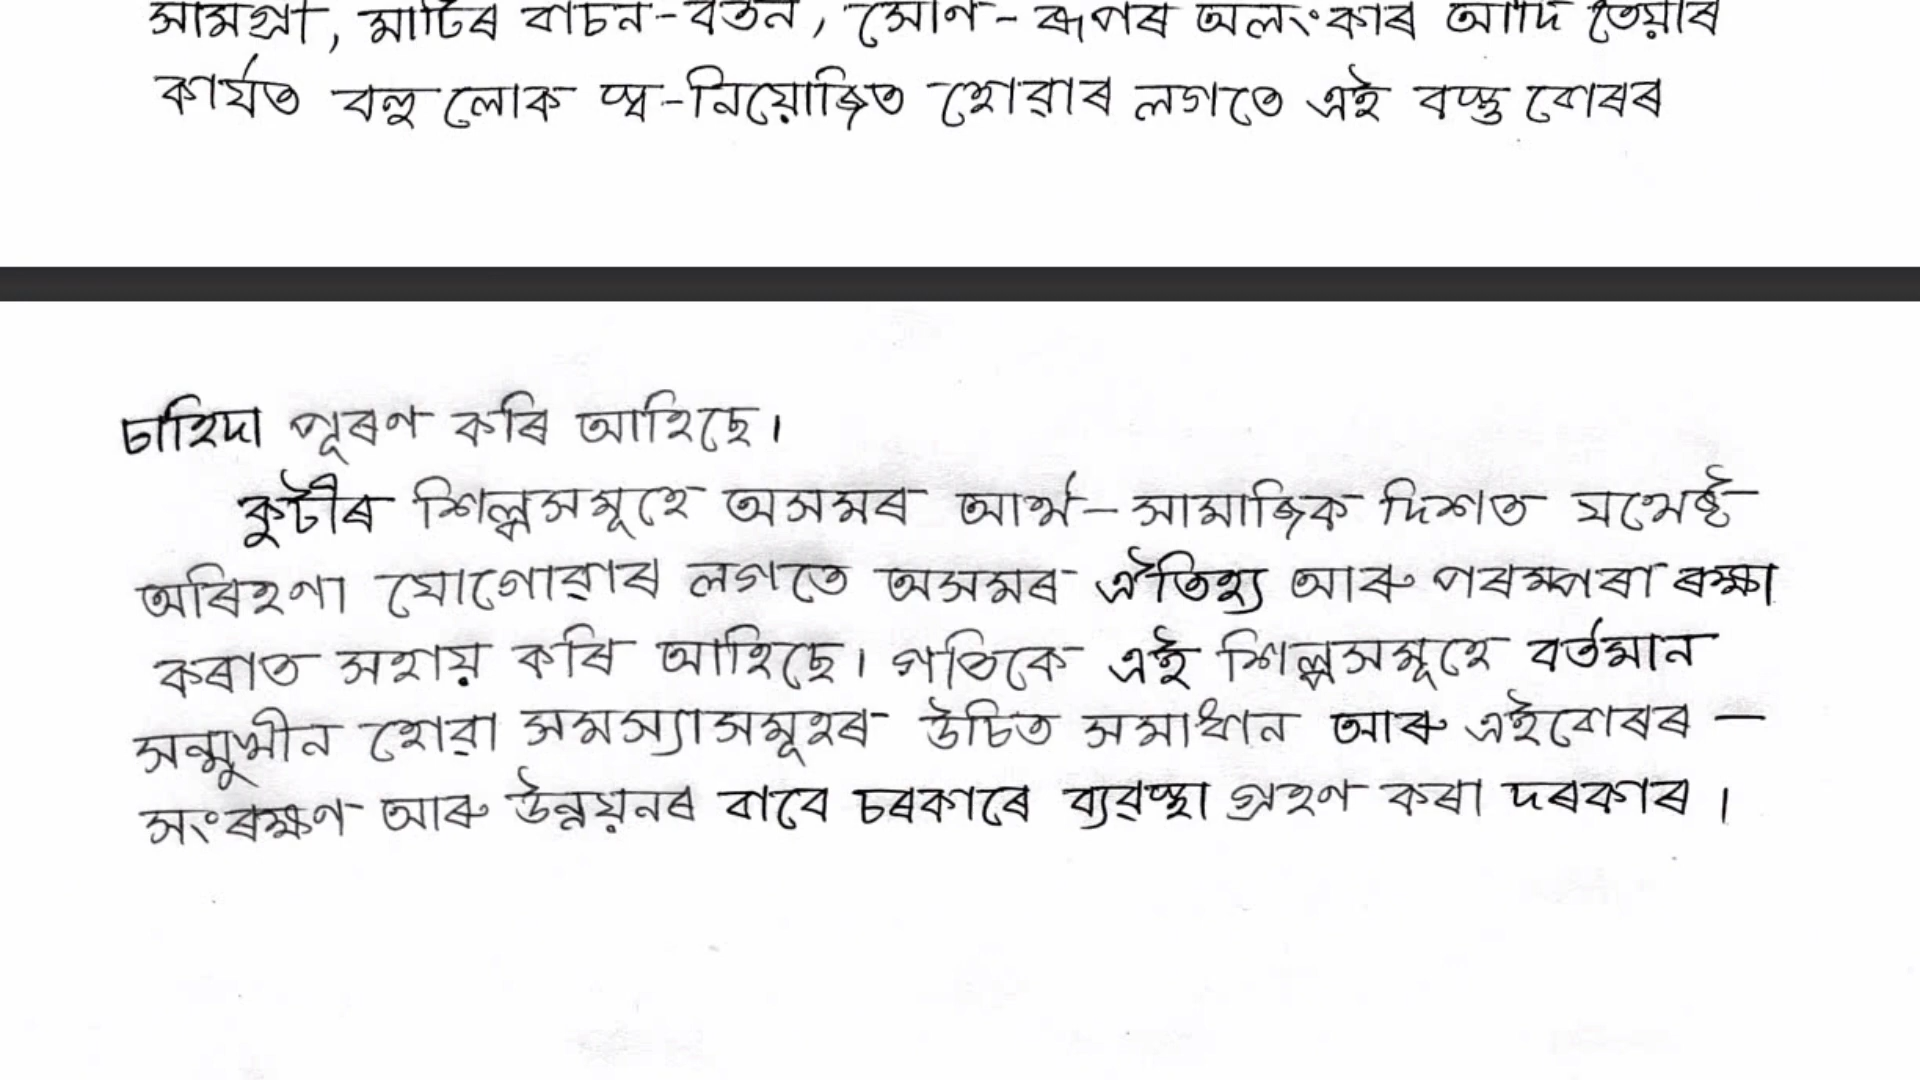 সামগ্ৰী, মাটিৰ বাচন-বৰ্তন, সোণ-ৰূপৰ অলংকাৰ আদি তৈয়াৰ
কাৰ্যত বহু লোক স্ব-নিয়োজিত হোৱাৰ লগতে এই বস্তু বোৰৰ
চাহিদা পূৰণ কৰি আহিছে।
কুটীৰ শিল্পসমূহে অসমৰ আৰ্থ-সামাজিক দিশত যথেষ্ট
অৰিহণা যোগোৱাৰ লগতে অসমৰ ঐতিহ্য আৰু পৰম্পৰা ৰক্ষা
কৰাত সহায় কৰি আহিছে। গতিকে এই শিল্পসমূহে বৰ্তমান
সন্মুখীন হোৱা সমস্যাসমূহৰ উচিত সমাধান আৰু এইবোৰৰ —
সংৰক্ষণ আৰু উন্নয়নৰ বাবে চৰকাৰে ব্যৱস্থা গ্ৰহণ কৰা দৰকাৰ।